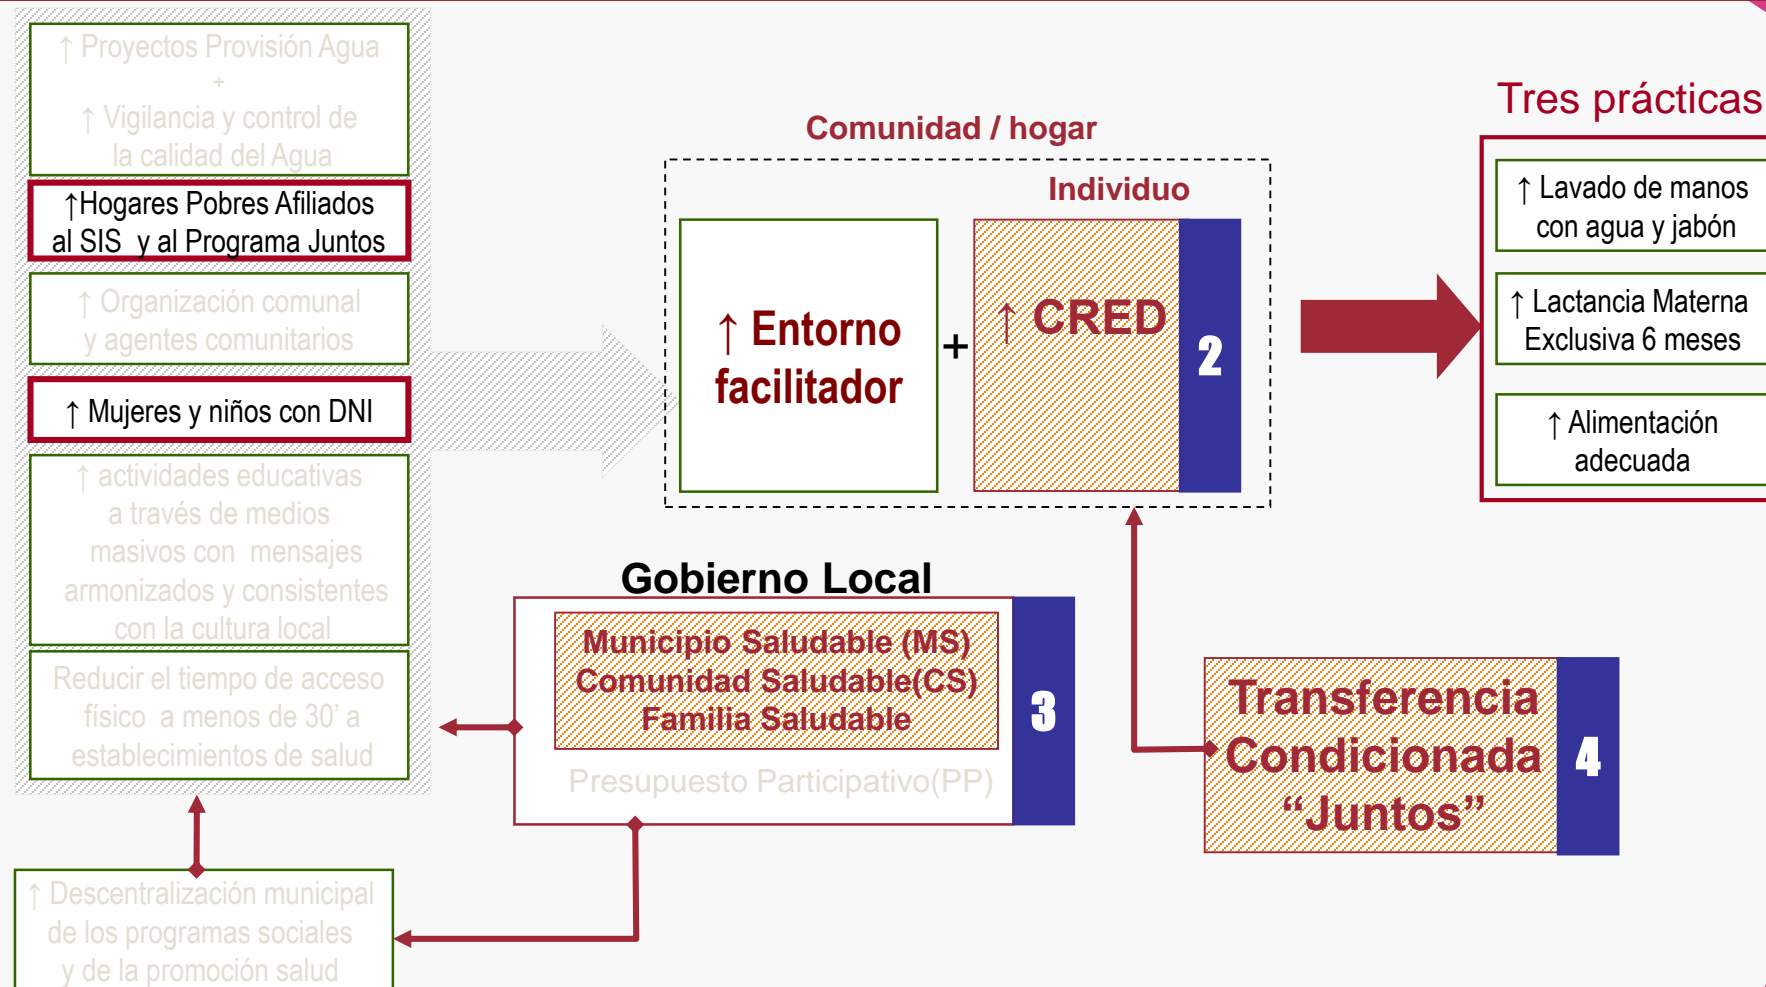 ↑ Proyectos Provisión Agua
+
↑ Vigilancia y control de
la calidad del Agua
↑Hogares Pobres Afiliados
al SIS y al Programa Juntos
↑ Organización comunal
y agentes comunitarios
↑ Mujeres y niños con DNI
↑ actividades educativas
a través de medios
masivos con mensajes
armonizados y consistentes
con la cultura local
Reducir el tiempo de acceso
físico a menos de 30’ a
establecimientos de salud
↑ Descentralización municipal
de los programas sociales
y de la promoción salud
Comunidad / hogar
Individuo
↑ Entorno
facilitador
+
↑ CRED
2
Gobierno Local
Municipio Saludable (MS)
Comunidad Saludable(CS)
Familia Saludable
Presupuesto Participativo(PP)
3
Transferencia
Condicionada
“Juntos”
4
Tres prácticas
↑ Lavado de manos
con agua y jabón
↑ Lactancia Materna
Exclusiva 6 meses
↑ Alimentación
adecuada